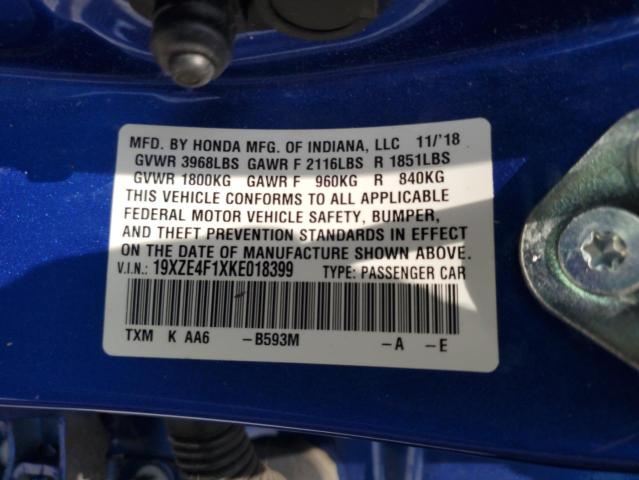 MFD. BY HONDA MFG. OF INDIANA, LLC 11/'18
GVWR 3968LBS GAWR F 2116LBS R 1851LBS
GVWR 1800KG GAWR F 960KG R 840KG
THIS VEHICLE CONFORMS TO ALL APPLICABLE
FEDERAL MOTOR VEHICLE SAFETY, BUMPER,
AND THEFT PREVENTION STANDARDS IN EFFECT
ON THE DATE OF MANUFACTURE SHOWN ABOVE.
V.I.N.: 19XZE4F1XKE018399 TYPE: PASSENGER CAR
TXM K AA6 -B593M -A -E